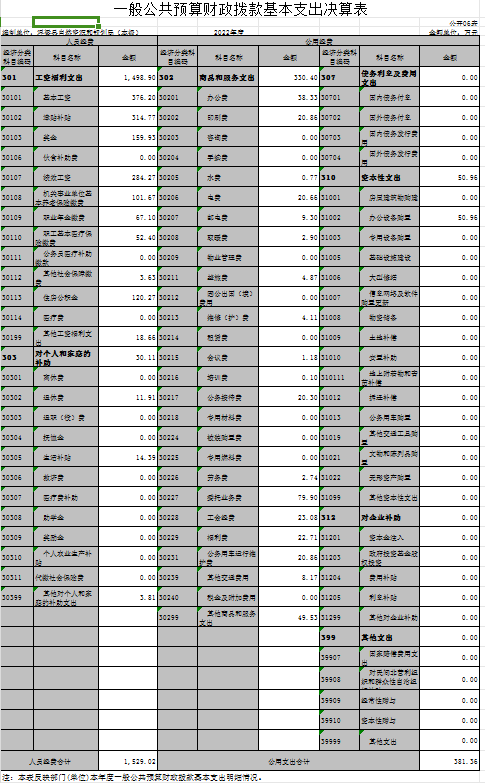 一般公共预算财政拨款基本支出决算表
公开06表
2022年度 金额单位：万元
人员经费 公用经费
经济分类科目编码 科目名称 金额 经济分类科目编码 科目名称 金额 经济分类科目编码 科目名称 金额
301 工资福利支出 1,498.90 302 商品和服务支出 330.40 307 债务利息及费用支出 0.00
30101 基本工资 376.20 30201 办公费 38.33 30701 国内债务付息 0.00
30102 津贴补贴 314.77 30202 印刷费 20.86 30702 国外债务付息 0.00
30103 奖金 159.93 30203 咨询费 0.00 30703 国内债务发行费用 0.00
30106 伙食补助费 0.00 30204 手续费 0.00 30704 国外债务发行费用 0.00
30107 绩效工资 284.27 30205 水费 0.77 310 资本性支出 50.96
30108 机关事业单位基本养老保险缴费 101.67 30206 电费 20.66 31001 房屋建筑物购建 0.00
30109 职业年金缴费 67.10 30207 邮电费 9.30 31002 办公设备购置 50.96
30110 职工基本医疗保险缴费 52.40 30208 取暖费 2.90 31003 专用设备购置 0.00
30111 公务员医疗补助缴款 0.00 30209 物业管理费 0.00 31005 基础设施建设 0.00
30112 其他社会保障缴费 3.63 30211 差旅费 4.87 31006 大型修缮 0.00
30113 住房公积金 120.27 30212 因公出国（境）费用 0.00 31007 信息网络及软件购置更新 0.00
30114 医疗费 0.00 30213 维修（护）费 4.11 31008 物资储备 0.00
30199 其他工资福利支出 18.66 30214 租赁费 0.00 31009 土地补偿 0.00
303 对个人和家庭的补助 30.11 30215 会议费 1.18 31010 安置补助 0.00
30301 离休费 0.00 30216 培训费 0.10 310111 地上附着物和青苗补偿 0.00
30302 退休费 11.91 30217 公务接待费 20.30 31012 拆迁补偿 0.00
30303 退职（役）费 0.00 30218 专用材料费 0.00 31013 公务用车购置 0.00
30304 抚恤金 0.00 30224 被装购置费 0.00 31019 其他交通工具购置 0.00
30305 生活补贴 14.39 30225 专用燃料费 0.00 31021 文物和陈列品购置 0.00
30306 救济费 0.00 30226 劳务费 2.74 31022 无形资产购置 0.00
30307 医疗费补助 0.00 30227 委托业务费 79.90 31099 其他资本性支出 0.00
30308 助学金 0.00 30228 工会经费 23.08 312 对企业补助 0.00
30309 奖励金 0.00 30229 福利费 22.71 31201 资本金注入 0.00
30310 个人农业生产补贴 0.00 30231 公务用车运行维护费 20.86 31203 政府投资基金股权投资 0.00
30311 代缴社会保险费 0.00 30239 其他交通费用 8.17 31204 费用补贴 0.00
30399 其他对个人和家庭的补助支出 3.81 30240 税金及附加费用 0.00 31205 利息补贴 0.00
30299 其他商品和服务支出 49.53 31299 其他对企业补助 0.00
399 其他支出 0.00
39907 国家赔偿费用支出 0.00
39908 对民间非营利组织和群众性自治组织 0.00
39909 经常性赠与 0.00
39910 资本性赠与 0.00
39999 其他支出 0.00
人员经费合计 1,529.02 公用支出合计 381.36
注：本表反映部门(单位)本年度一般公共预算财政拨款基本支出明细情况。